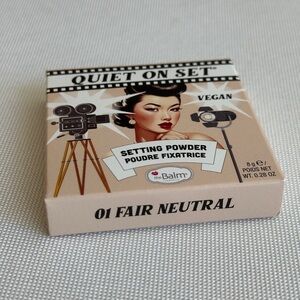 QUIET ON SET
VEGAN
SETTING POWDER
POUDRE FIXATRICE
theBalm
8 g ℮ /
POIDS NET
WT. 0.28 OZ
01 FAIR NEUTRAL